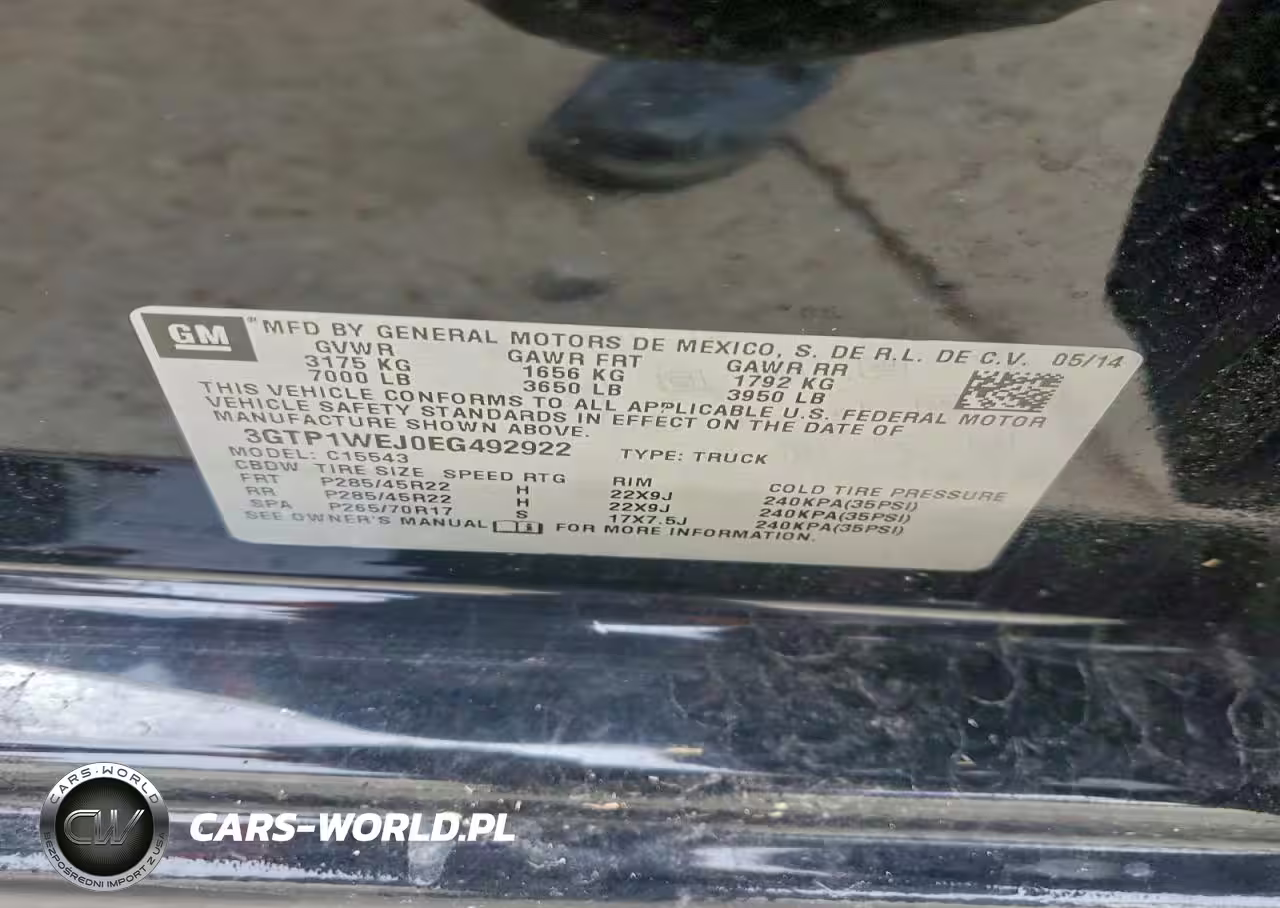 GM ® MFD BY GENERAL MOTORS DE MEXICO, S. DE R.L. DE C.V. 05/14
GVWR GAWR FRT GAWR RR
3175 KG 1656 KG 1792 KG
7000 LB 3650 LB 3950 LB
THIS VEHICLE CONFORMS TO ALL APPLICABLE U.S. FEDERAL MOTOR
VEHICLE SAFETY STANDARDS IN EFFECT ON THE DATE OF
MANUFACTURE SHOWN ABOVE.
3GTP1WEJ0EG492922 TYPE: TRUCK
MODEL: C15543
CBDW TIRE SIZE SPEED RTG RIM COLD TIRE PRESSURE
FRT P285/45R22 H 22X9J 240KPA(35PSI)
RR P285/45R22 H 22X9J 240KPA(35PSI)
SPA P265/70R17 S 17X7.5J 240KPA(35PSI)
SEE OWNER'S MANUAL FOR MORE INFORMATION.
CARS-WORLD
CW
BEZPOŚREDNI IMPORT Z USA
CARS-WORLD.PL